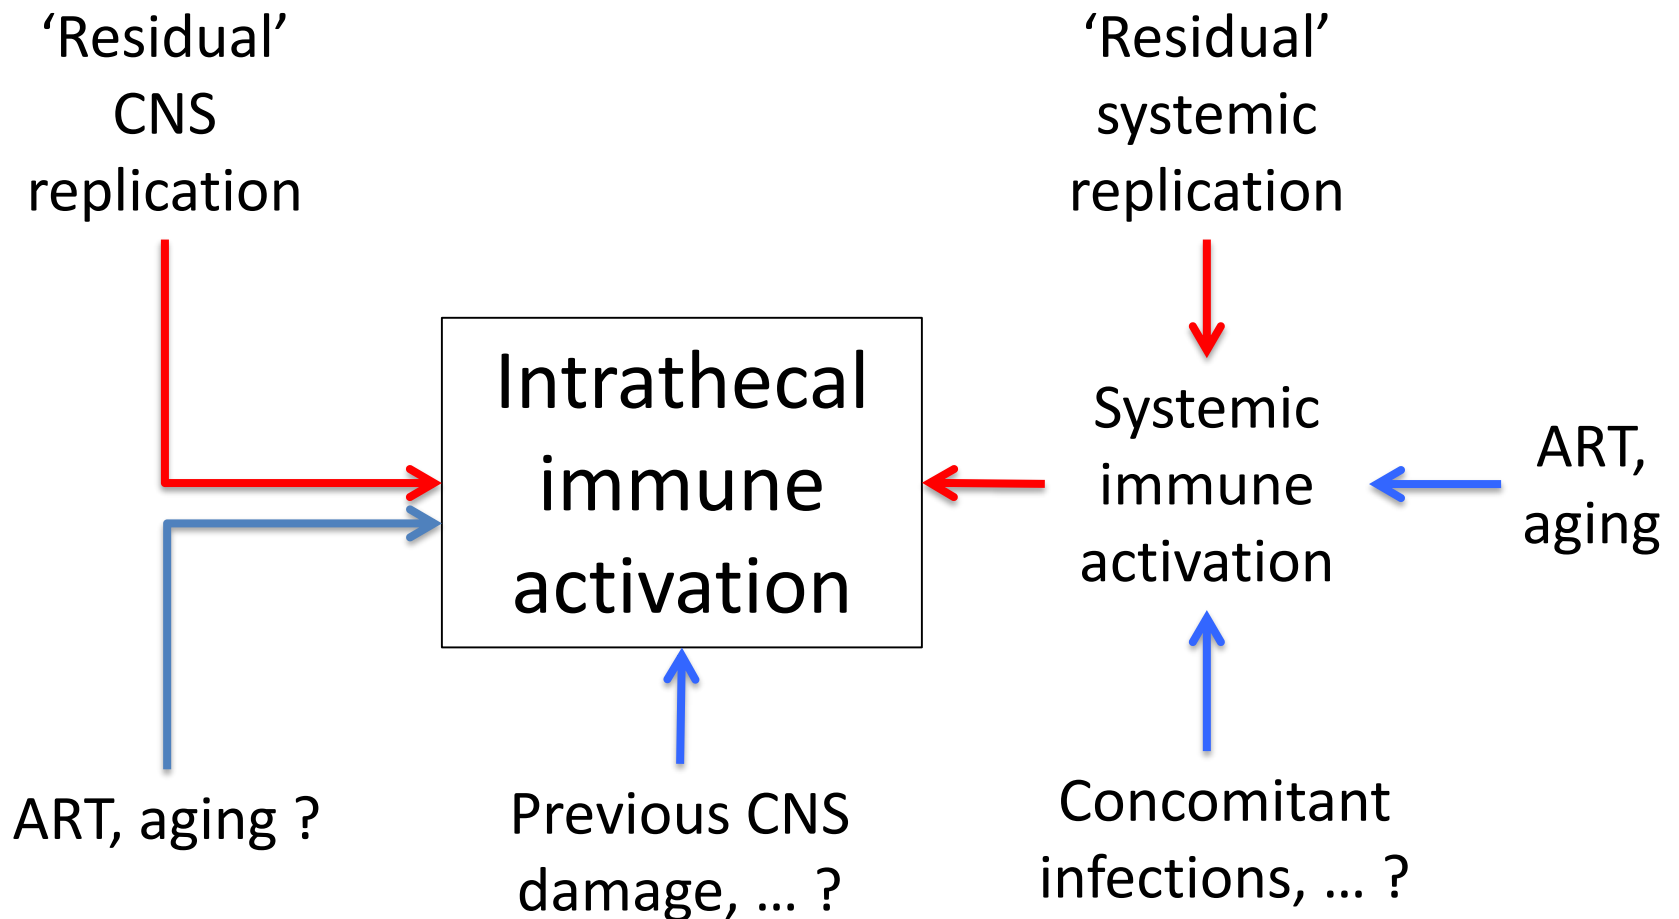 ‘Residual’
CNS
replication
‘Residual’
systemic
replication
Intrathecal
immune
activation
Systemic
immune
activation
ART,
aging
ART, aging ?
Previous CNS
damage, ... ?
Concomitant
infections, ... ?